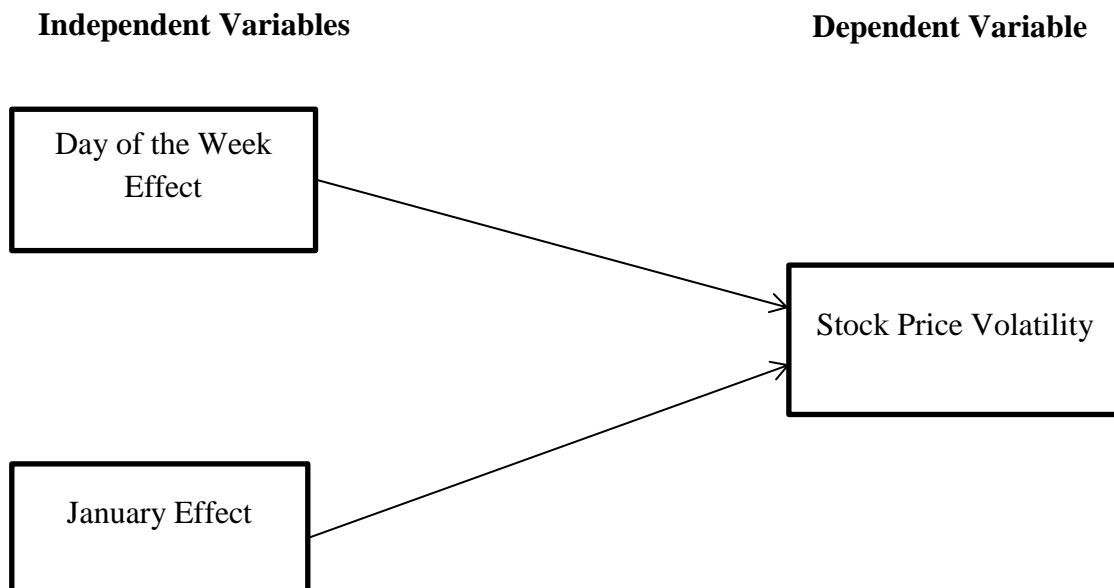 Independent Variables
Dependent Variable
Day of the Week
Effect
Stock Price Volatility
January Effect